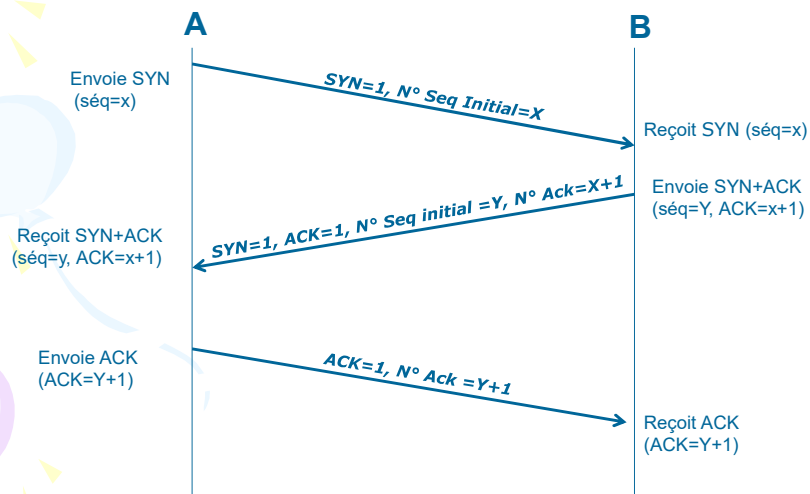 A
B
Envoie SYN
(séq=x)
SYN=1, N° Seq Initial=X
Reçoit SYN (séq=x)
Envoie SYN+ACK
(séq=Y, ACK=x+1)
SYN=1, ACK=1, N° Seq initial =Y, N° Ack=X+1
Reçoit SYN+ACK
(séq=y, ACK=x+1)
Envoie ACK
(ACK=Y+1)
ACK=1, N° Ack =Y+1
Reçoit ACK
(ACK=Y+1)